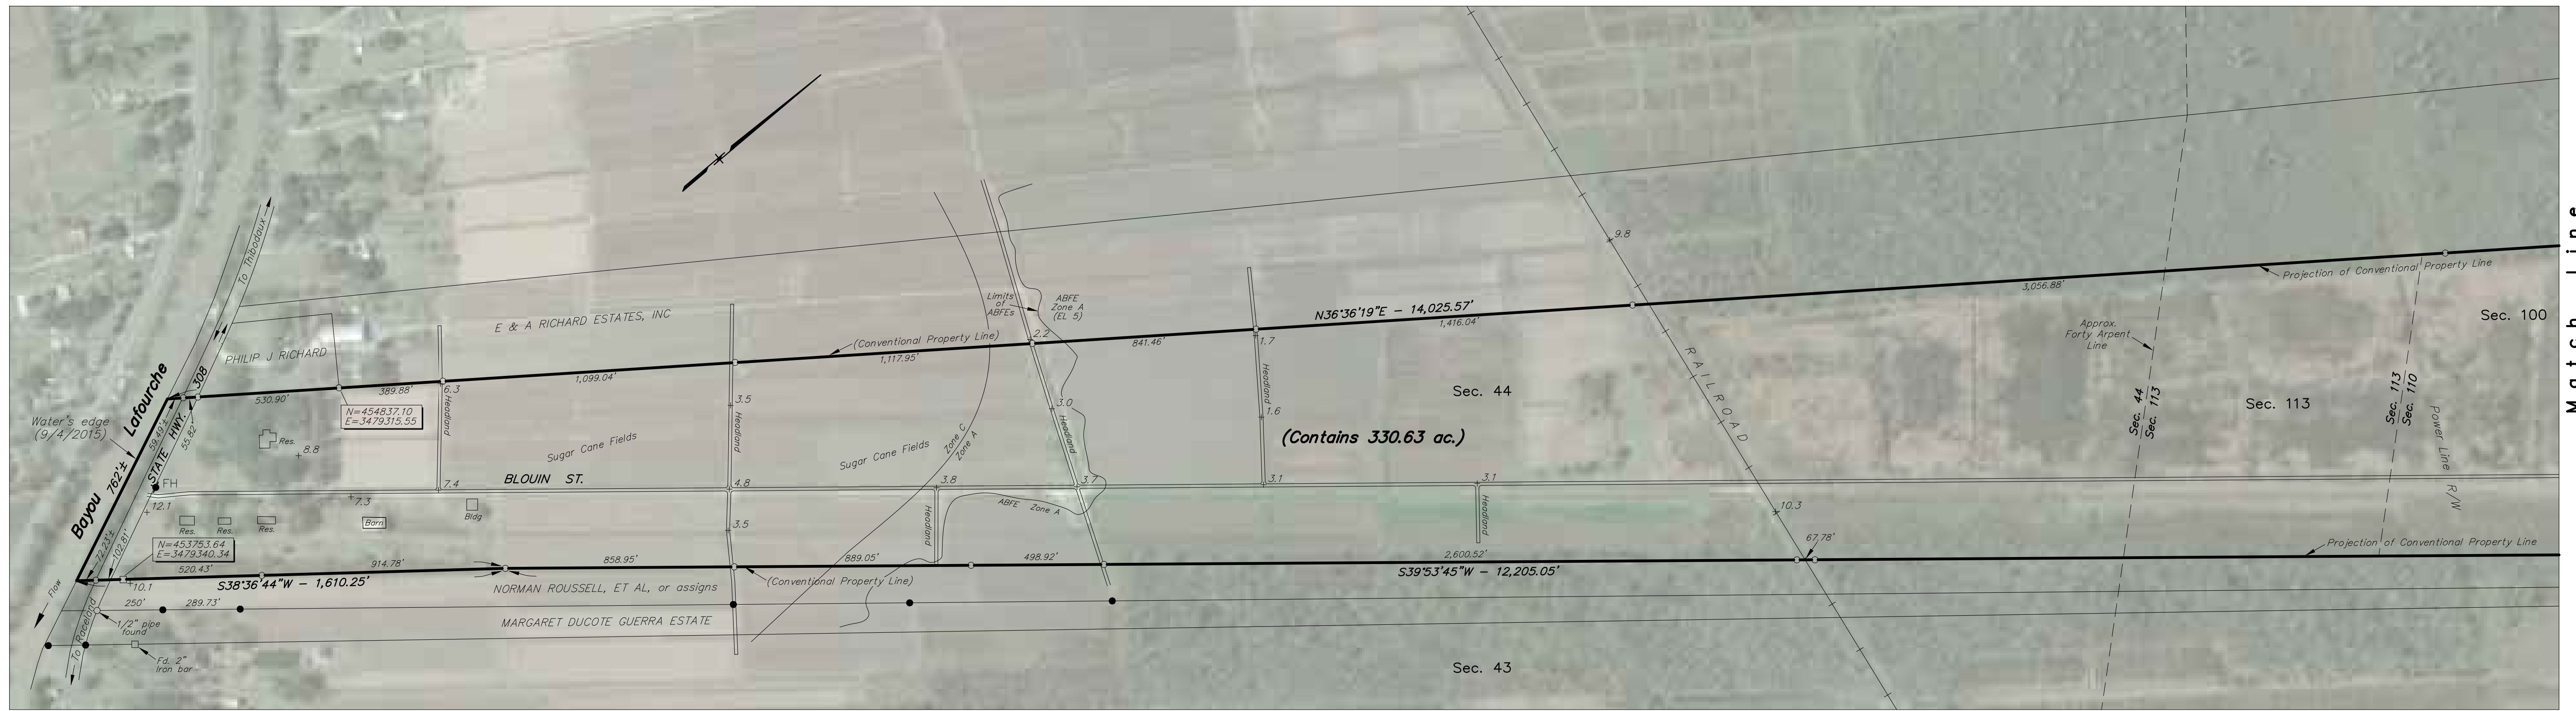 To Thibodaux
E & A RICHARD ESTATES, INC
PHILIP J RICHARD
Limits
of
ABFEs
ABFE
Zone A
(EL 5)
9.8
N36°36'19"E - 14,025.57'
1,416.04'
Projection of Conventional Property Line
3,056.88'
Match Line
Sec. 100
Approx.
Forty Arpent
Line
(Conventional Property Line)
2.2
1,117.95'
841.46'
1.7
1,099.04'
389.88'
6.3
530.90'
308
Bayou Lafourche
762'±
Water's edge
(9/4/2015)
59.49'±
STATE HWY.
55.82'
N=454837.10
E=3479315.55
Res.
8.8
Headland
Sugar Cane Fields
3.5
Headland
Sugar Cane Fields
Zone C
Zone A
3.0
Headland
Headland
1.6
Sec. 44
(Contains 330.63 ac.)
RAILROAD
Sec. 44
Sec. 113
Sec. 113
Sec. 113
Sec. 110
Power Line R/W
FH
BLOUIN ST.
7.4
4.8
3.8
3.7
3.1
3.1
12.1
7.3
Res.
Res.
Res.
Barn
Bldg
3.5
Headland
ABFE Zone A
Headland
10.3
67.78'
72.23'±
102.81'
N=453753.64
E=3479340.34
520.43'
914.78'
858.95'
889.05'
498.92'
2,600.52'
Projection of Conventional Property Line
10.1
S38°36'44"W - 1,610.25'
(Conventional Property Line)
S39°53'45"W - 12,205.05'
Flow
NORMAN ROUSSELL, ET AL, or assigns
250'
289.73'
1/2" pipe
found
MARGARET DUCOTE GUERRA ESTATE
To Raceland
Fd. 2"
Iron bar
Sec. 43